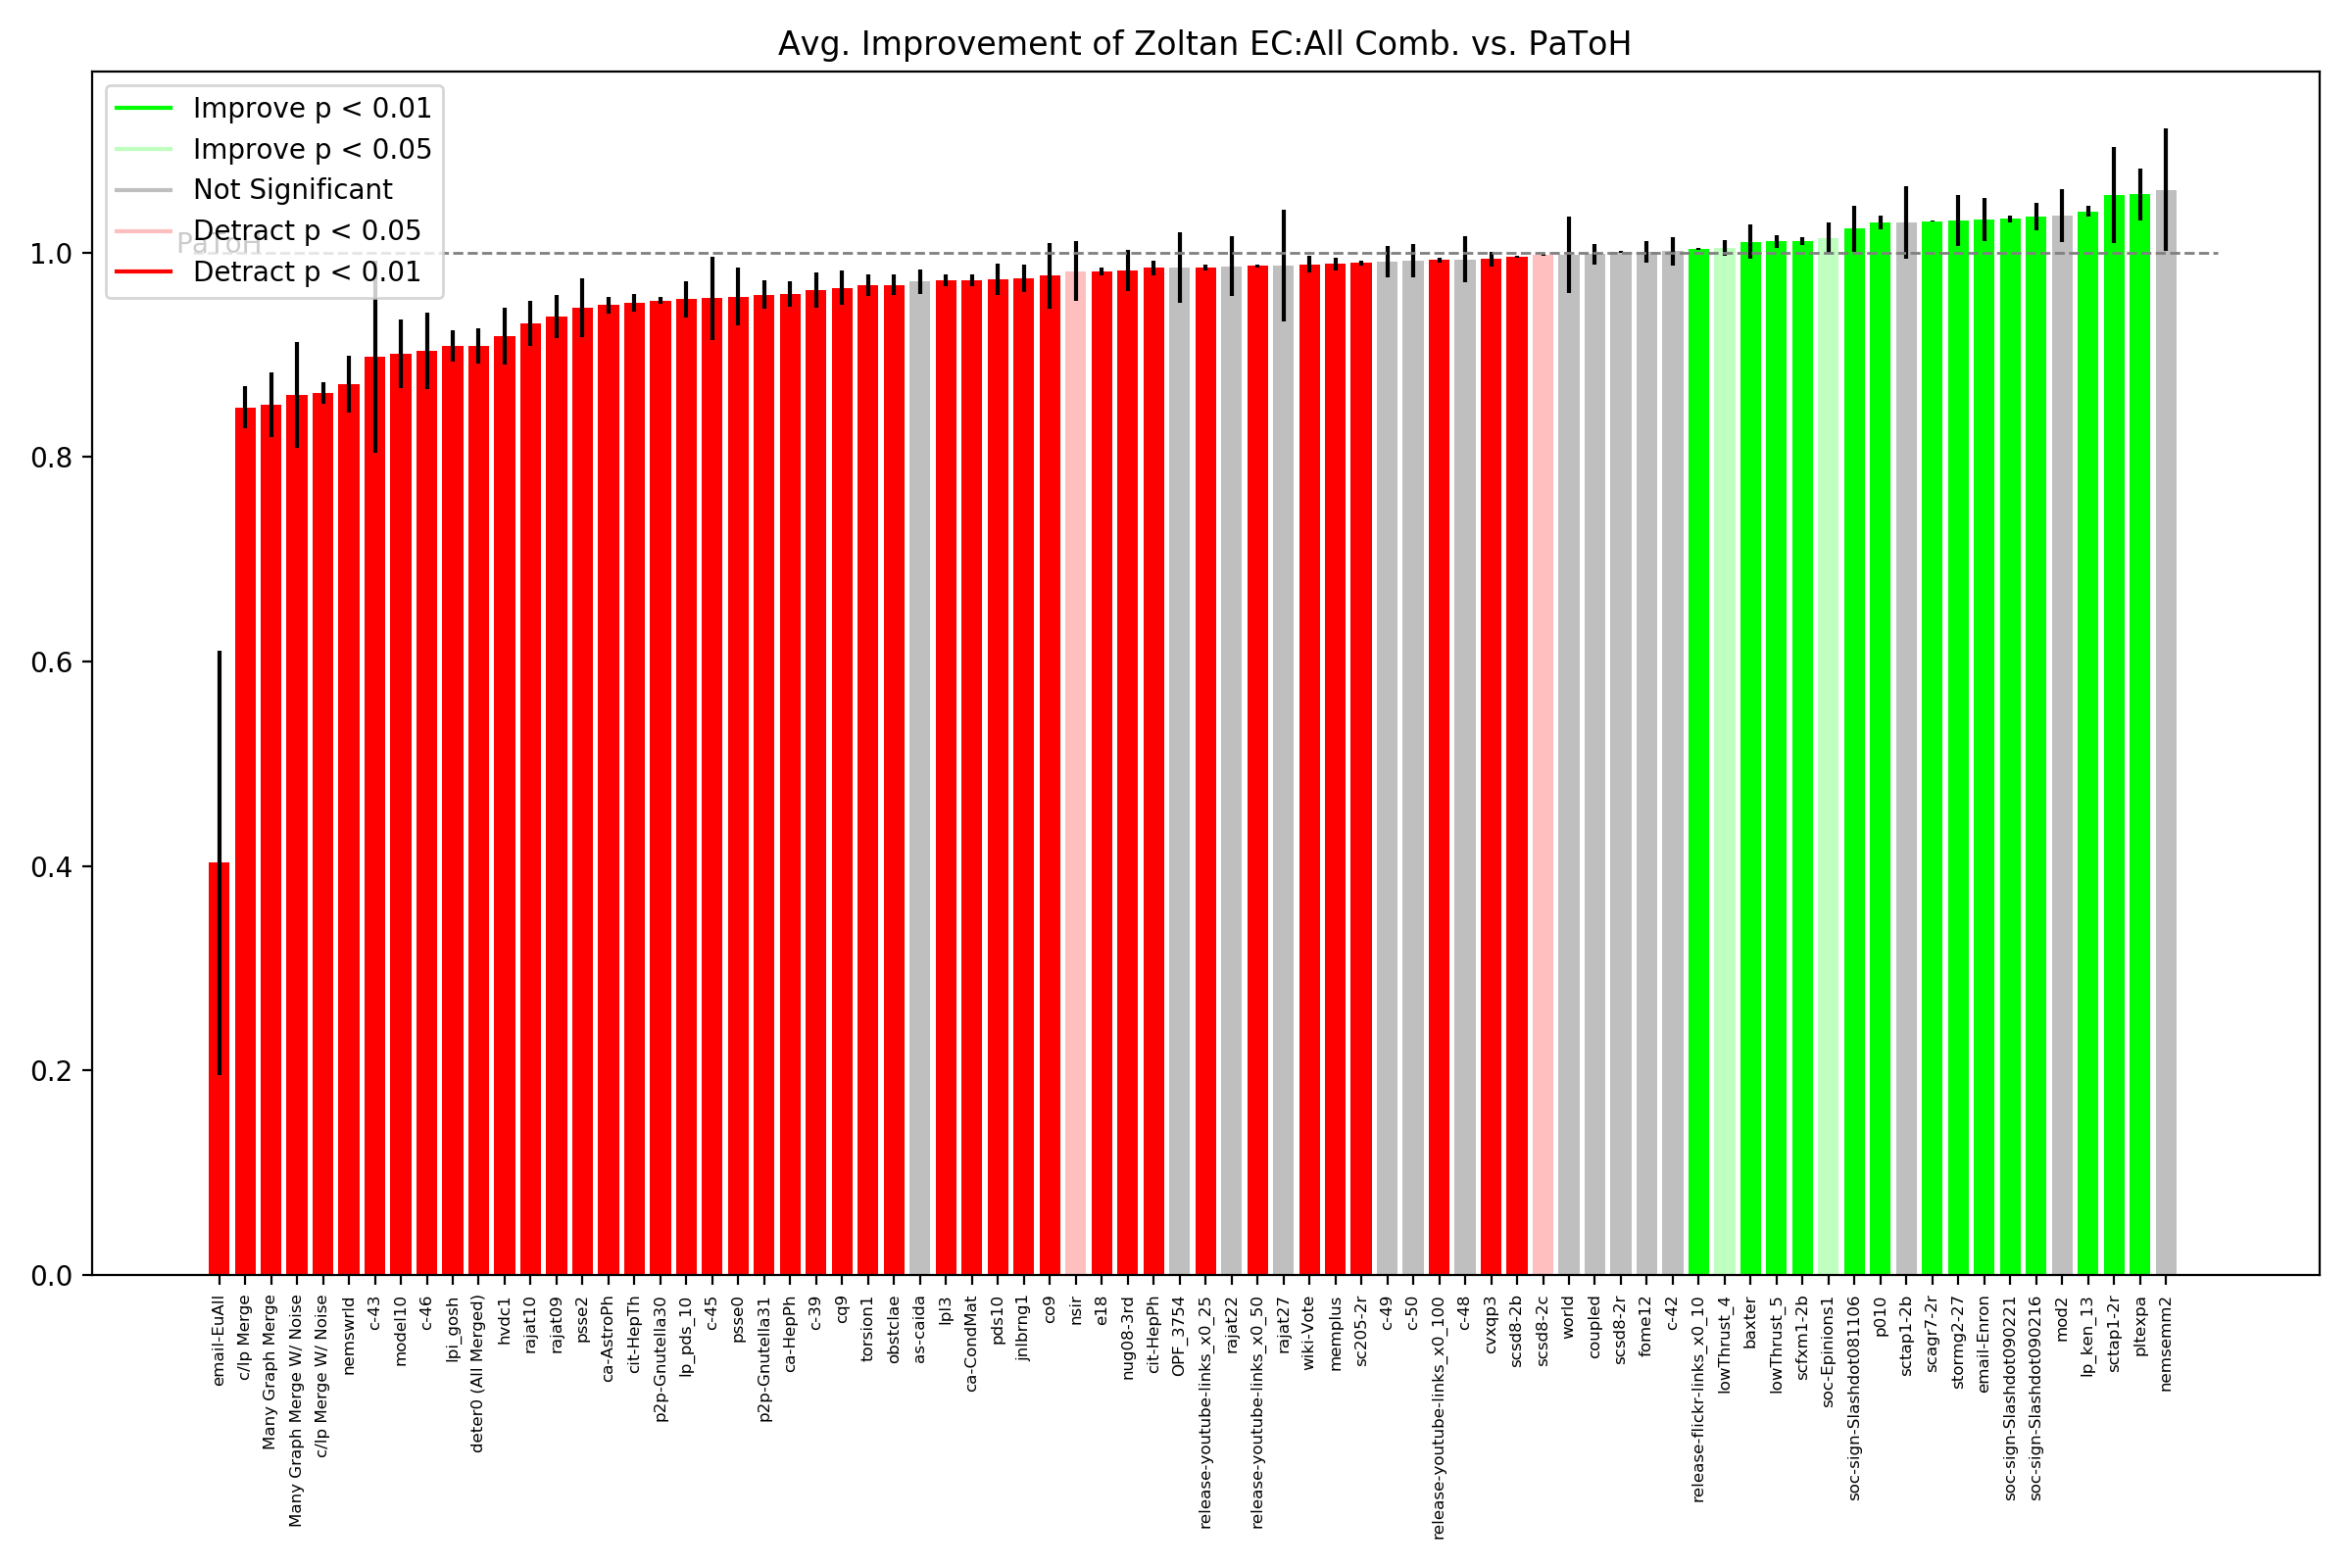 Avg. Improvement of Zoltan EC:All Comb. vs. PaToH
Improve p < 0.01
Improve p < 0.05
Not Significant
Detract p < 0.05
PaToH
Detract p < 0.01
1.0
0.8
0.6
0.4
0.2
0.0
email-EuAll
c/lp Merge
Many Graph Merge
Many Graph Merge W/ Noise
c/lp Merge W/ Noise
nemswrld
c-43
model10
c-46
lpi_gosh
deter0 (All Merged)
hvdc1
rajat10
rajat09
psse2
ca-AstroPh
cit-HepTh
p2p-Gnutella30
lp_pds_10
c-45
psse0
p2p-Gnutella31
ca-HepPh
c-39
cq9
torsion1
obstclae
as-caida
lpl3
ca-CondMat
pds10
jnlbrng1
co9
nsir
e18
nug08-3rd
cit-HepPh
OPF_3754
release-youtube-links_x0_25
rajat22
release-youtube-links_x0_50
rajat27
wiki-Vote
memplus
sc205-2r
c-49
c-50
release-youtube-links_x0_100
c-48
cvxqp3
scsd8-2b
scsd8-2c
world
coupled
scsd8-2r
fome12
c-42
release-flickr-links_x0_10
lowThrust_4
baxter
lowThrust_5
scfxm1-2b
soc-Epinions1
soc-sign-Slashdot081106
p010
sctap1-2b
scagr7-2r
stormg2-27
email-Enron
soc-sign-Slashdot090221
soc-sign-Slashdot090216
mod2
lp_ken_13
sctap1-2r
pltexpa
nemsemm2